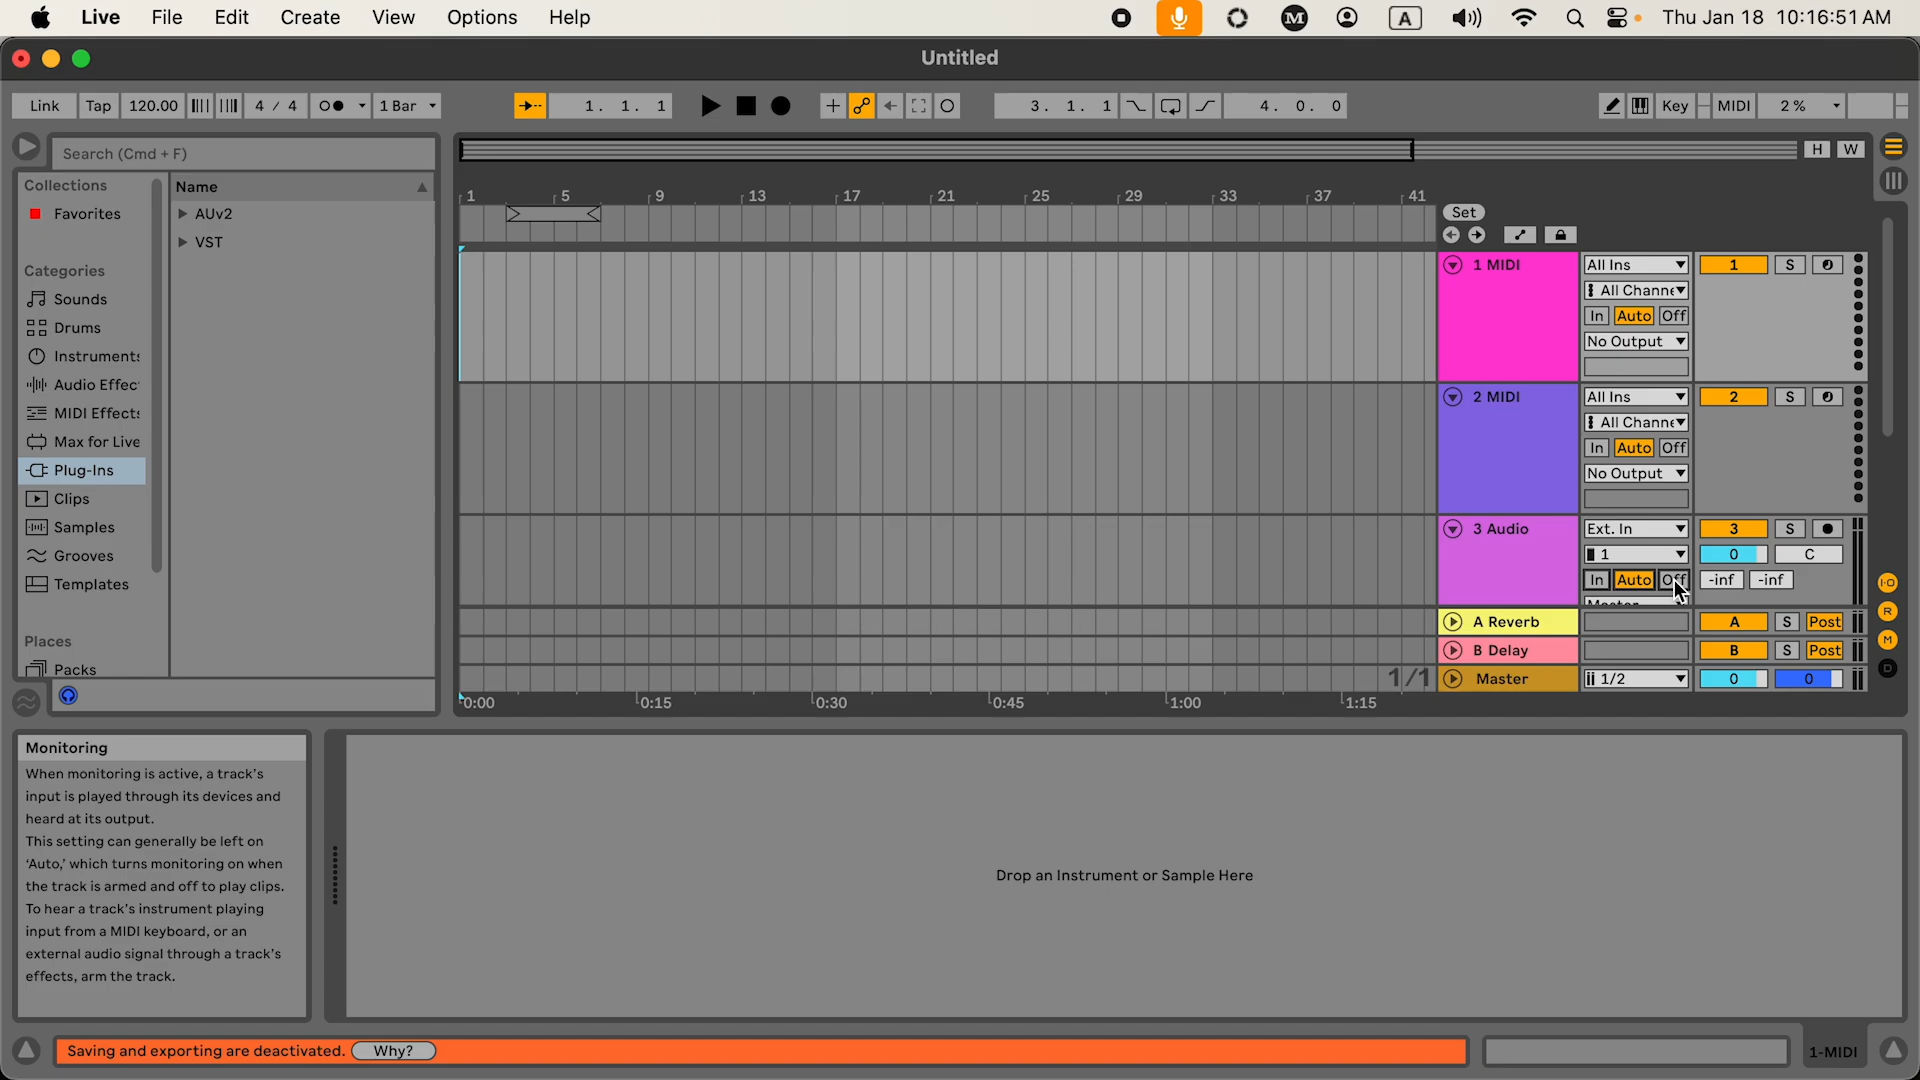 Live File Edit Create View Options Help M A Thu Jan 18 10:16:51 AM
Untitled
Link Tap 120.00 4 / 4 1 Bar 1. 1. 1 3. 1. 1 4. 0. 0 Key MIDI 2 %
Search (Cmd + F)
H W
Collections
Favorites
Categories
Sounds
Drums
Instruments
Audio Effec
MIDI Effects
Max for Live
Plug-Ins
Clips
Samples
Grooves
Templates
Places
Packs
Name
AUv2
VST
1 5 9 13 17 21 25 29 33 37 41
Set
1 MIDI All Ins 1 S
All Channe
In Auto Off
No Output
2 MIDI All Ins 2 S
All Channe
In Auto Off
No Output
3 Audio Ext. In 3 S
1 0 C
In Auto Off -inf -inf
Master
A Reverb A S Post
B Delay B S Post
1/1 Master 1/2 0 0
0:00 0:15 0:30 0:45 1:00 1:15
I·O
R
M
D
Monitoring
When monitoring is active, a track's
input is played through its devices and
heard at its output.
This setting can generally be left on
'Auto,' which turns monitoring on when
the track is armed and off to play clips.
To hear a track's instrument playing
input from a MIDI keyboard, or an
external audio signal through a track's
effects, arm the track.
Drop an Instrument or Sample Here
Saving and exporting are deactivated. Why? 1-MIDI